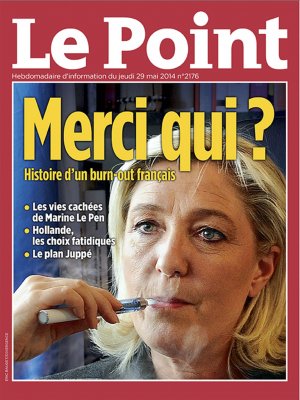 Le Point
Hebdomadaire d'information du jeudi 29 mai 2014 n°2176
Merci qui ?
Histoire d'un burn-out français
• Les vies cachées
de Marine Le Pen
• Hollande,
les choix fatidiques
• Le plan Juppé